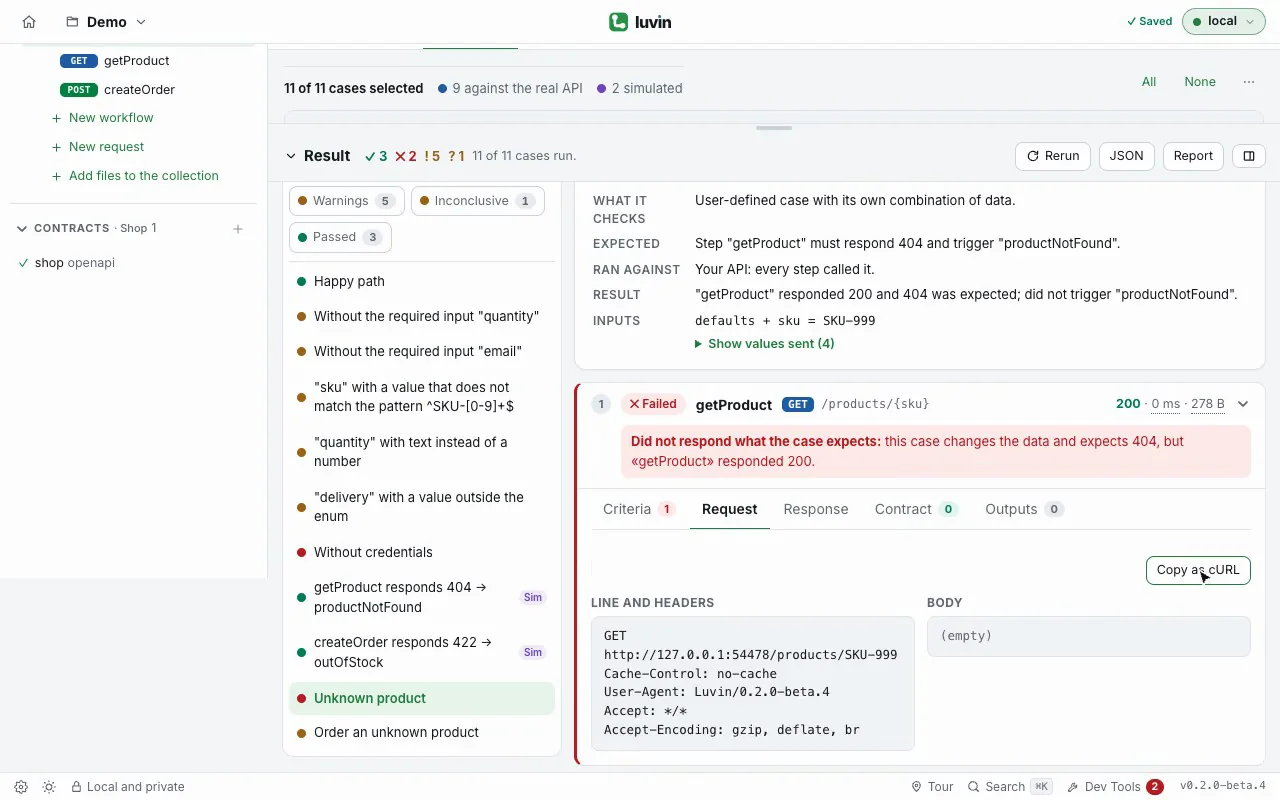 Demo
luvin
Saved
local
GET getProduct
POST createOrder
+ New workflow
+ New request
+ Add files to the collection
CONTRACTS · Shop 1 +
shop openapi
11 of 11 cases selected 9 against the real API 2 simulated
All None ···
Result ✓ 3 ✕ 2 ! 5 ? 1 11 of 11 cases run.
Rerun JSON Report
Warnings 5 Inconclusive 1
Passed 3
Happy path
Without the required input "quantity"
Without the required input "email"
"sku" with a value that does not
match the pattern ^SKU-[0-9]+$
"quantity" with text instead of a
number
"delivery" with a value outside the
enum
Without credentials
getProduct responds 404 →
productNotFound
Sim
createOrder responds 422 →
outOfStock
Sim
Unknown product
Order an unknown product
WHAT IT
CHECKS
User-defined case with its own combination of data.
EXPECTED Step "getProduct" must respond 404 and trigger "productNotFound".
RAN AGAINST Your API: every step called it.
RESULT "getProduct" responded 200 and 404 was expected; did not trigger "productNotFound".
INPUTS defaults + sku = SKU-999
Show values sent (4)
1 ✕ Failed getProduct GET /products/{sku} 200 · 0 ms · 278 B
Did not respond what the case expects: this case changes the data and expects 404, but
«getProduct» responded 200.
Criteria 1 Request Response Contract 0 Outputs 0
Copy as cURL
LINE AND HEADERS
GET
http://127.0.0.1:54478/products/SKU-999
Cache-Control: no-cache
User-Agent: Luvin/0.2.0-beta.4
Accept: */*
Accept-Encoding: gzip, deflate, br
BODY
(empty)
Local and private
Tour Search ⌘K Dev Tools 2 v0.2.0-beta.4